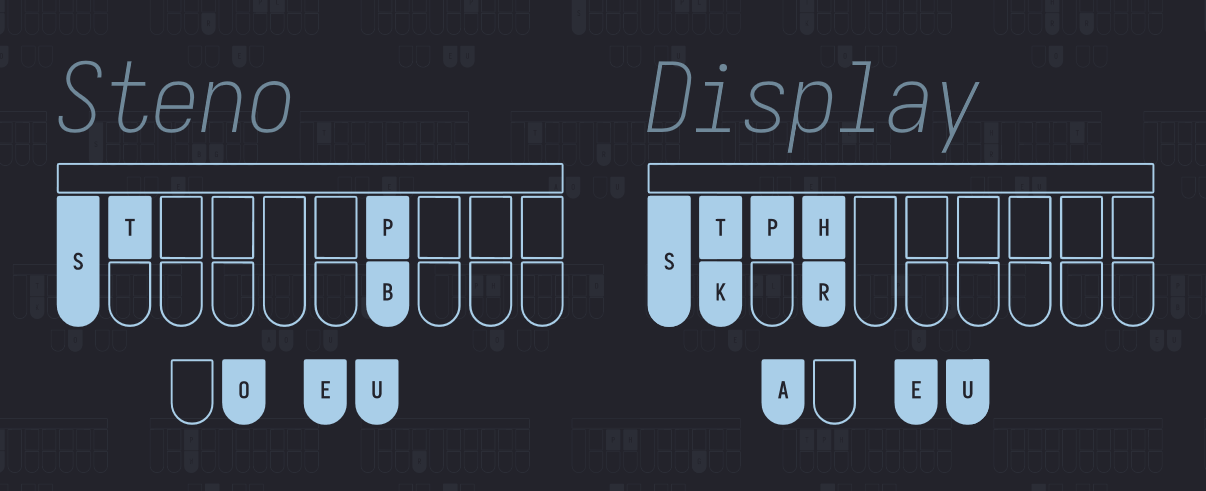 Steno Display
T P T P H
S S
B K R
O E U A E U